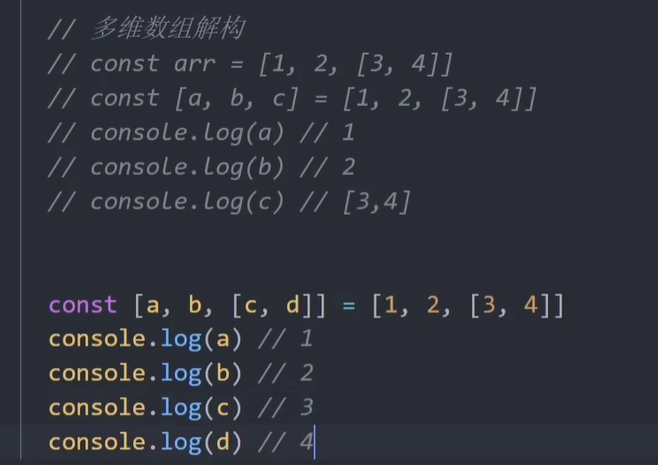 // 多维数组解构
// const arr = [1, 2, [3, 4]]
// const [a, b, c] = [1, 2, [3, 4]]
// console.log(a) // 1
// console.log(b) // 2
// console.log(c) // [3,4]
const [a, b, [c, d]] = [1, 2, [3, 4]]
console.log(a) // 1
console.log(b) // 2
console.log(c) // 3
console.log(d) // 4